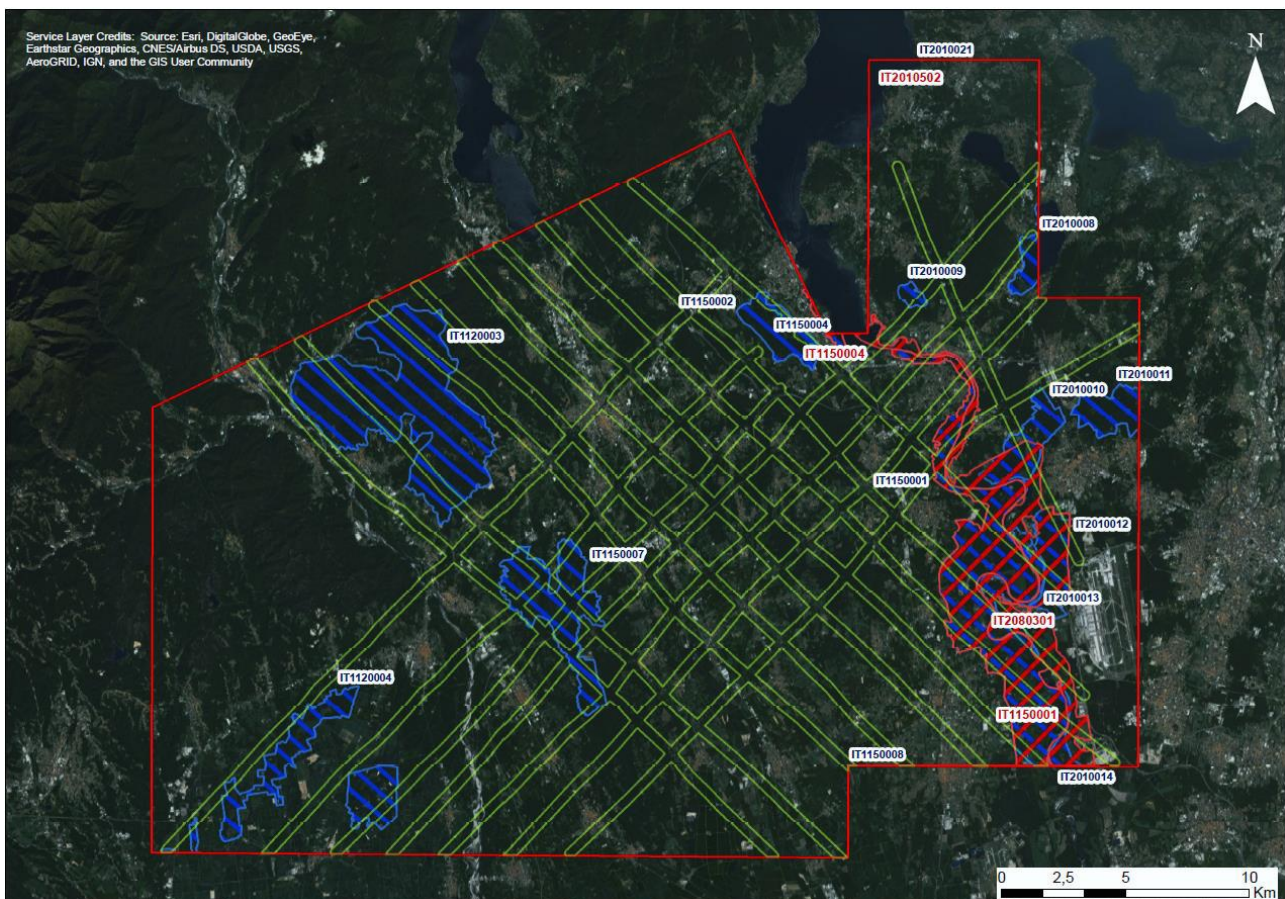 Service Layer Credits: Source: Esri, DigitalGlobe, GeoEye,
Earthstar Geographics, CNES/Airbus DS, USDA, USGS,
AeroGRID, IGN, and the GIS User Community
IT2010021
N
IT2010502
IT2010008
IT2010009
IT1150002
IT1150004
IT1120003
IT1150004
IT2010011
IT2010010
IT1150001
IT2010012
IT1150007
IT2010013
IT2080301
IT1120004
IT1150001
IT1150008
IT2010014
0 2,5 5 10
Km